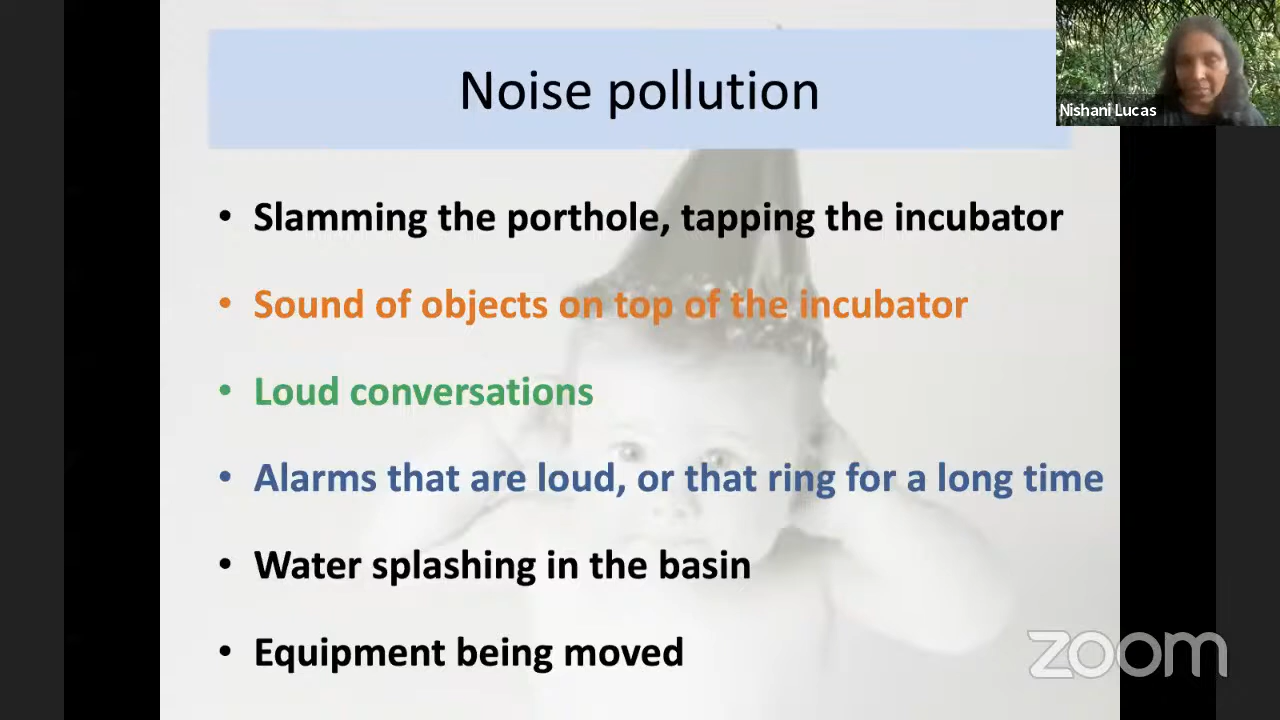 Noise pollution
Nishani Lucas
• Slamming the porthole, tapping the incubator
• Sound of objects on top of the incubator
• Loud conversations
• Alarms that are loud, or that ring for a long time
• Water splashing in the basin
• Equipment being moved
zoom